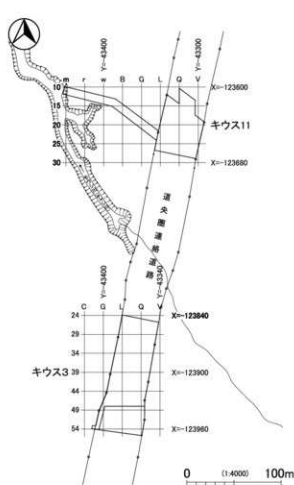 Y=-43400
Y=-43300
m r w B G L Q V
10
15
20
25
30
X=-123600
キウス11
X=-123680
道央圏連絡道路
Y=-43400
Y=-43340
C G L Q V
24
29
34
39
44
49
54
X=-123840
キウス3
X=-123900
X=-123960
0 (1:4000) 100m